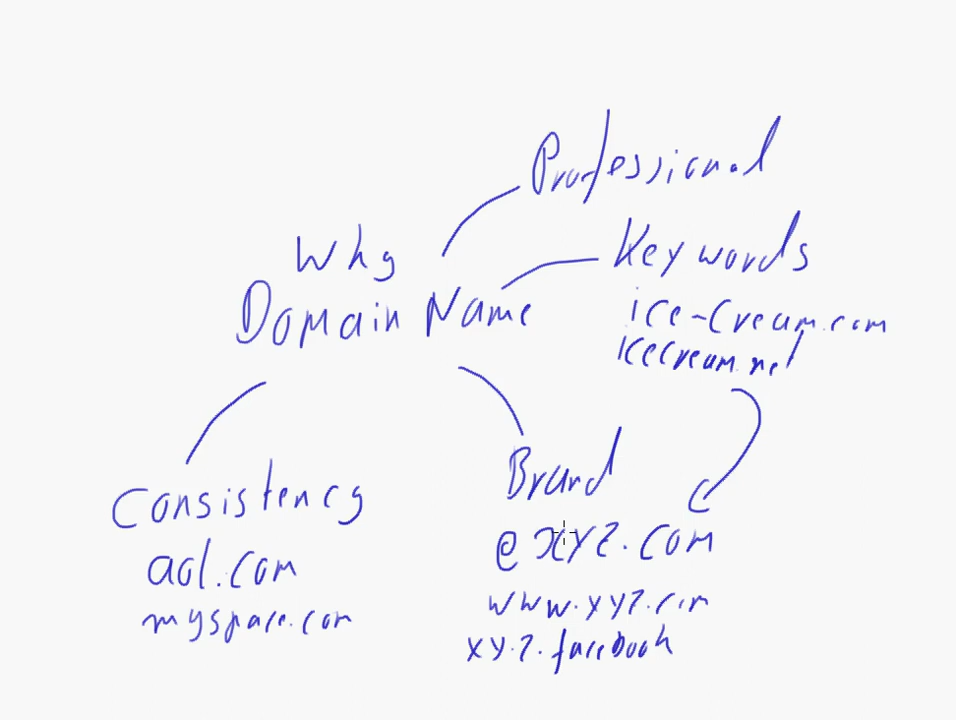 Professional
Why
Domain Name
Keywords
ice-cream.com
icecream.net
Consistency
aol.com
myspace.com
Brand
@xyz.com
www.xyz.com
xyz.facebook